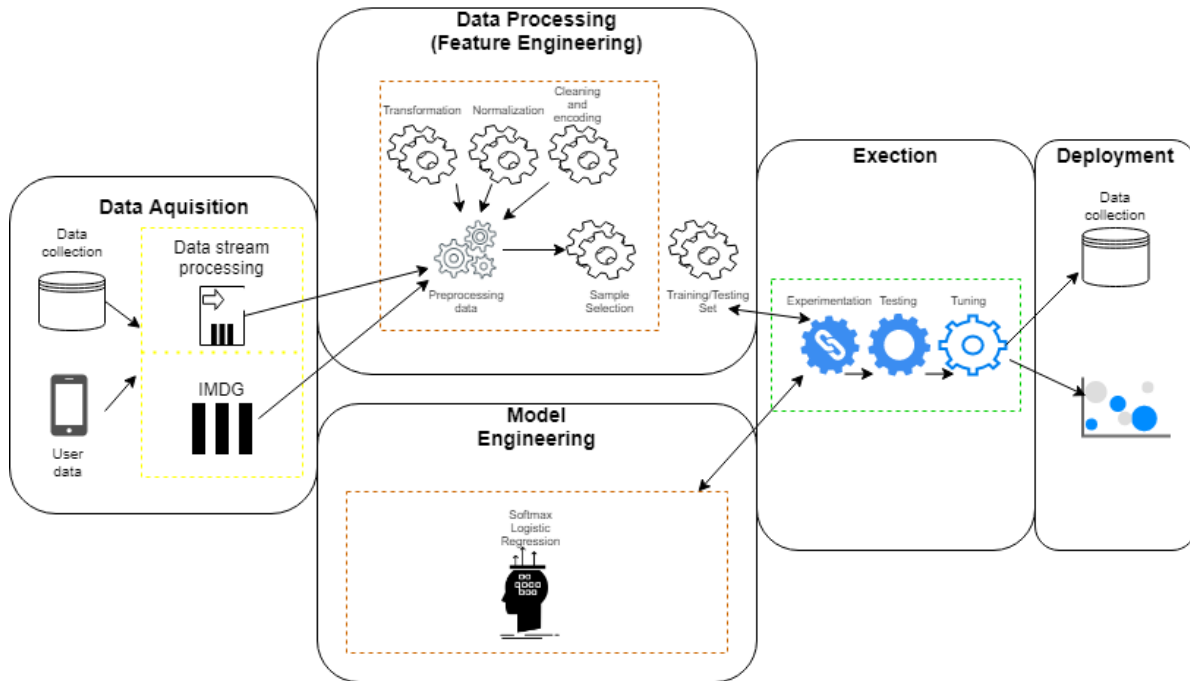 Data Processing
(Feature Engineering)
Transformation
Normalization
Cleaning
and
encoding
Preprocessing
data
Sample
Selection
Training/Testing
Set
Data Aquisition
Data
collection
Data stream
processing
IMDG
User
data
Model
Engineering
Softmax
Logistic
Regression
Exection
Experimentation
Testing
Tuning
Deployment
Data
collection